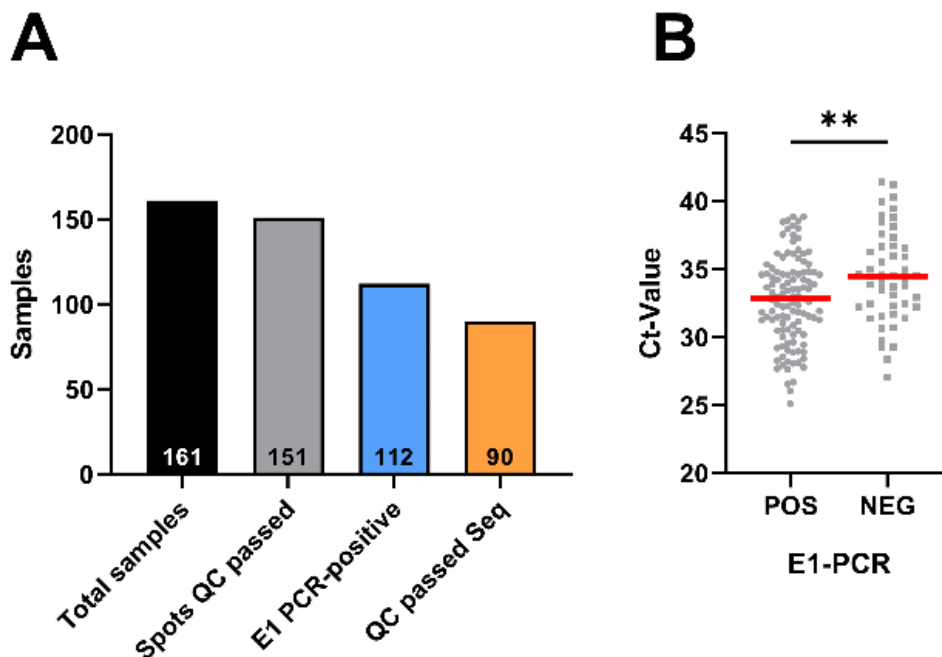 A
Samples
200
150
100
50
0
161
151
112
90
Total samples
Spots QC passed
E1 PCR-positive
QC passed Seq
B
**
Ct-Value
45
40
35
30
25
20
POS
NEG
E1-PCR